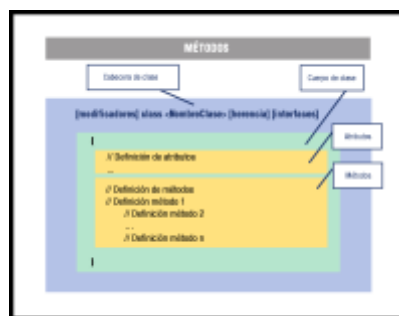 MÉTODOS
Cabecera de clase
Cuerpo de clase
[modificadores] class <NombreClase> [herencia] [interfaces]
{
Atributos
// Definición de atributos
...
Métodos
// Definición de métodos
// Definición método 1
// Definición método 2
...
// Definición método n
}